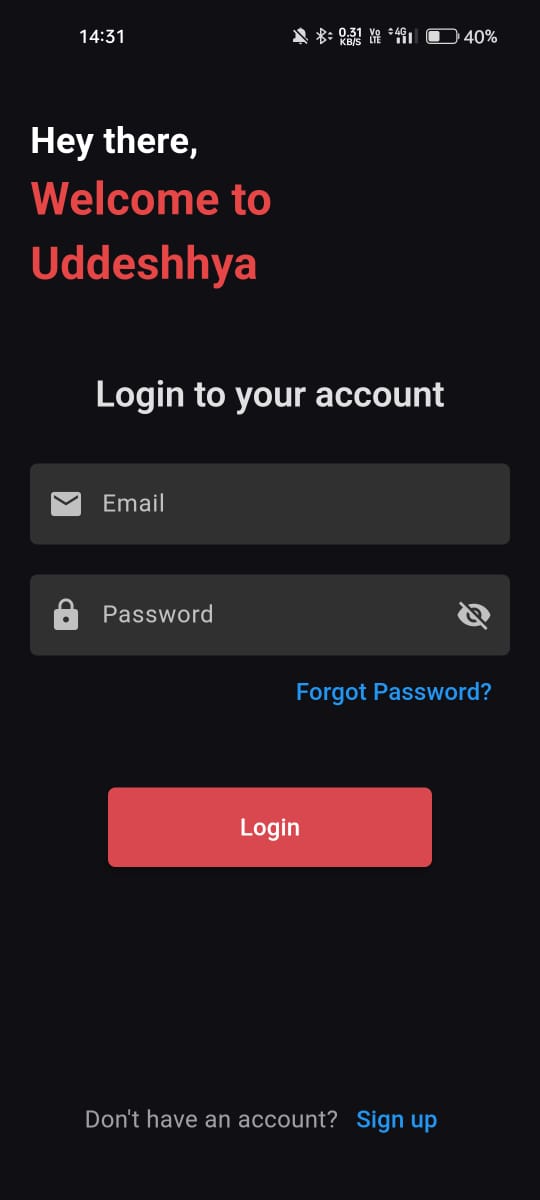 14:31 0.31 KB/S Vo LTE 4G 40%
Hey there,
Welcome to
Uddeshhya
Login to your account
Email
Password
Forgot Password?
Login
Don't have an account? Sign up